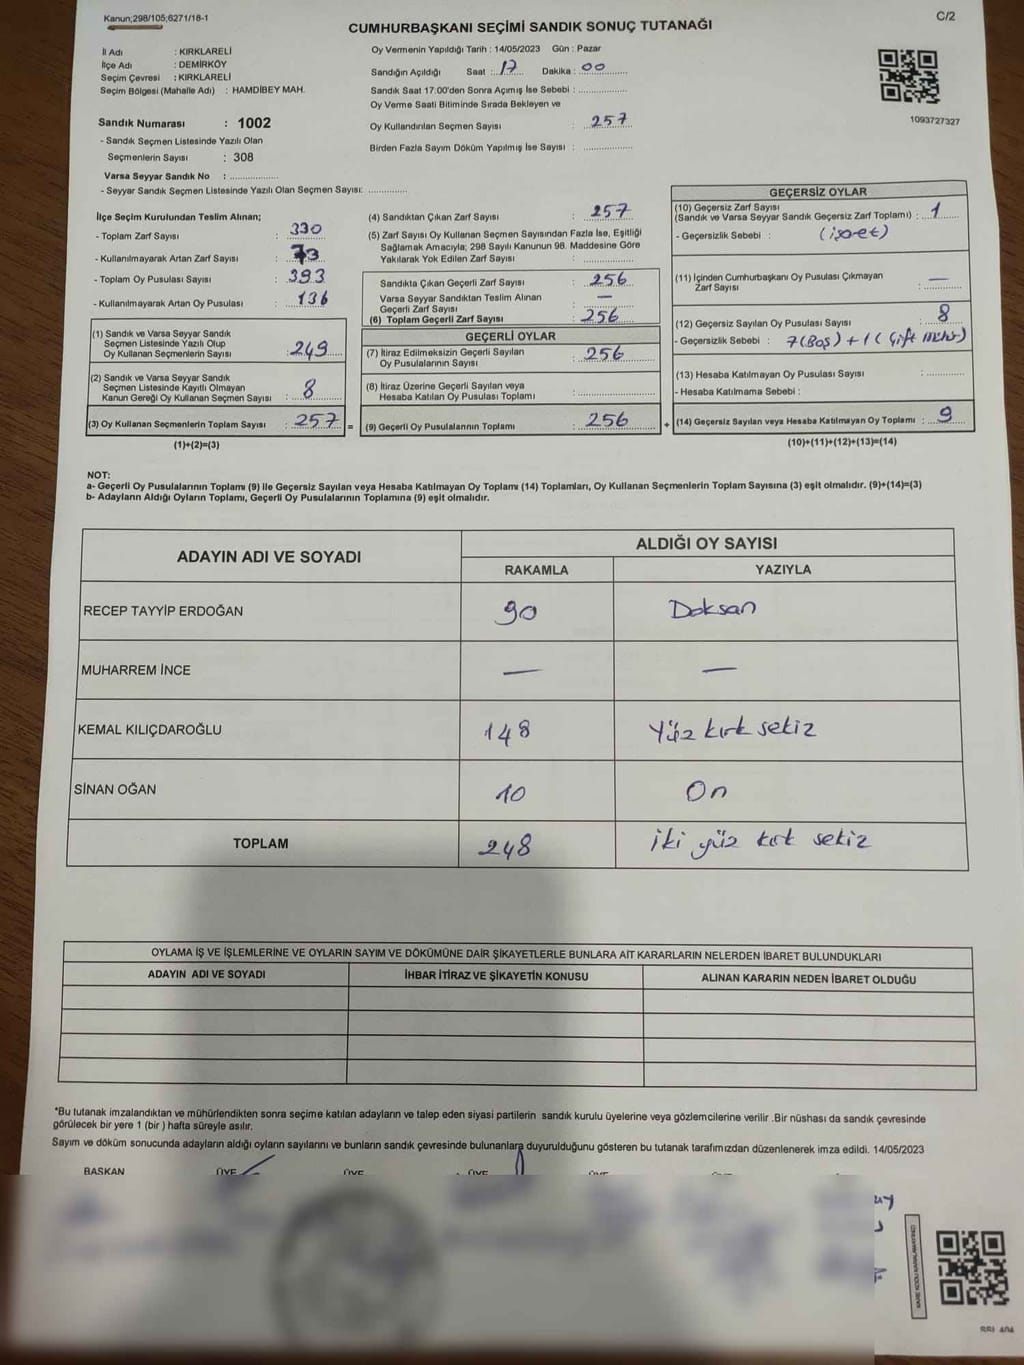 Kanun;298/105;6271/18-1
C/2
CUMHURBAŞKANI SEÇİMİ SANDIK SONUÇ TUTANAĞI
İl Adı : KIRKLARELİ
İlçe Adı : DEMİRKÖY
Seçim Çevresi : KIRKLARELİ
Seçim Bölgesi (Mahalle Adı) : HAMDİBEY MAH.
Sandık Numarası : 1002
- Sandık Seçmen Listesinde Yazılı Olan
Seçmenlerin Sayısı : 308
Varsa Seyyar Sandık No : ..............
- Seyyar Sandık Seçmen Listesinde Yazılı Olan Seçmen Sayısı: ..............
Oy Vermenin Yapıldığı Tarih : 14/05/2023 Gün : Pazar
Sandığın Açıldığı Saat : 17 Dakika : 00
Sandık Saat 17:00'den Sonra Açımış İse Sebebi : ..............
Oy Verme Saati Bitiminde Sırada Bekleyen ve
Oy Kullandırılan Seçmen Sayısı : 257
Birden Fazla Sayım Döküm Yapılmış İse Sayısı : ..............
1093727327
İlçe Seçim Kurulundan Teslim Alınan;
- Toplam Zarf Sayısı : 330
- Kullanılmayarak Artan Zarf Sayısı : 73
- Toplam Oy Pusulası Sayısı : 393
- Kullanılmayarak Artan Oy Pusulası : 136
(1) Sandık ve Varsa Seyyar Sandık
Seçmen Listesinde Yazılı Olup
Oy Kullanan Seçmenlerin Sayısı : 249
(2) Sandık ve Varsa Seyyar Sandık
Seçmen Listesinde Kayıtlı Olmayan
Kanun Gereği Oy Kullanan Seçmen Sayısı : 8
(3) Oy Kullanan Seçmenlerin Toplam Sayısı : 257 =
(1)+(2)=(3)
(4) Sandıktan Çıkan Zarf Sayısı : 257
(5) Zarf Sayısı Oy Kullanan Seçmen Sayısından Fazla İse, Eşitliği
Sağlamak Amacıyla; 298 Sayılı Kanunun 98. Maddesine Göre
Yakılarak Yok Edilen Zarf Sayısı : ..............
Sandıkta Çıkan Geçerli Zarf Sayısı : 256
Varsa Seyyar Sandıktan Teslim Alınan
Geçerli Zarf Sayısı : —
(6) Toplam Geçerli Zarf Sayısı : 256
GEÇERLİ OYLAR
(7) İtiraz Edilmeksizin Geçerli Sayılan
Oy Pusulalarının Sayısı : 256
(8) İtiraz Üzerine Geçerli Sayılan veya
Hesaba Katılan Oy Pusulası Toplamı : ..............
(9) Geçerli Oy Pusulalarının Toplamı : 256 +
GEÇERSİZ OYLAR
(10) Geçersiz Zarf Sayısı
(Sandık ve Varsa Seyyar Sandık Geçersiz Zarf Toplamı) : 1
- Geçersizlik Sebebi : (işaret)
(11) İçinden Cumhurbaşkanı Oy Pusulası Çıkmayan
Zarf Sayısı : —
(12) Geçersiz Sayılan Oy Pusulası Sayısı : 8
- Geçersizlik Sebebi : 7(Boş) + 1 (Çift mühür)
(13) Hesaba Katılmayan Oy Pusulası Sayısı : ..............
- Hesaba Katılmama Sebebi :
(14) Geçersiz Sayılan veya Hesaba Katılmayan Oy Toplamı : 9
(10)+(11)+(12)+(13)=(14)
NOT:
a- Geçerli Oy Pusulalarının Toplamı (9) ile Geçersiz Sayılan veya Hesaba Katılmayan Oy Toplamı (14) Toplamları, Oy Kullanan Seçmenlerin Toplam Sayısına (3) eşit olmalıdır. (9)+(14)=(3)
b- Adayların Aldığı Oyların Toplamı, Geçerli Oy Pusulalarının Toplamına (9) eşit olmalıdır.
ADAYIN ADI VE SOYADI ALDIĞI OY SAYISI
RAKAMLA YAZIYLA
RECEP TAYYİP ERDOĞAN 90 Doksan
MUHARREM İNCE — —
KEMAL KILIÇDAROĞLU 148 Yüz kırk sekiz
SİNAN OĞAN 10 On
TOPLAM 248 iki yüz kırk sekiz
OYLAMA İŞ VE İŞLEMLERİNE VE OYLARIN SAYIM VE DÖKÜMÜNE DAİR ŞİKAYETLERLE BUNLARA AİT KARARLARIN NELERDEN İBARET BULUNDUKLARI
ADAYIN ADI VE SOYADI İHBAR İTİRAZ VE ŞİKAYETİN KONUSU ALINAN KARARIN NEDEN İBARET OLDUĞU
*Bu tutanak imzalandıktan ve mühürlendikten sonra seçime katılan adayların ve talep eden siyasi partilerin sandık kurulu üyelerine veya gözlemcilerine verilir .Bir nüshası da sandık çevresinde
görülecek bir yere 1 (bir ) hafta süreyle asılır.
Sayım ve döküm sonucunda adayların aldığı oyların sayılarını ve bunların sandık çevresinde bulunanlara duyurulduğunu gösteren bu tutanak tarafımızdan düzenlenerek imza edildi. 14/05/2023
BAŞKAN ÜYE ÜYE ÜYE ÜYE
KARE KODU KARALAMAYINIZ